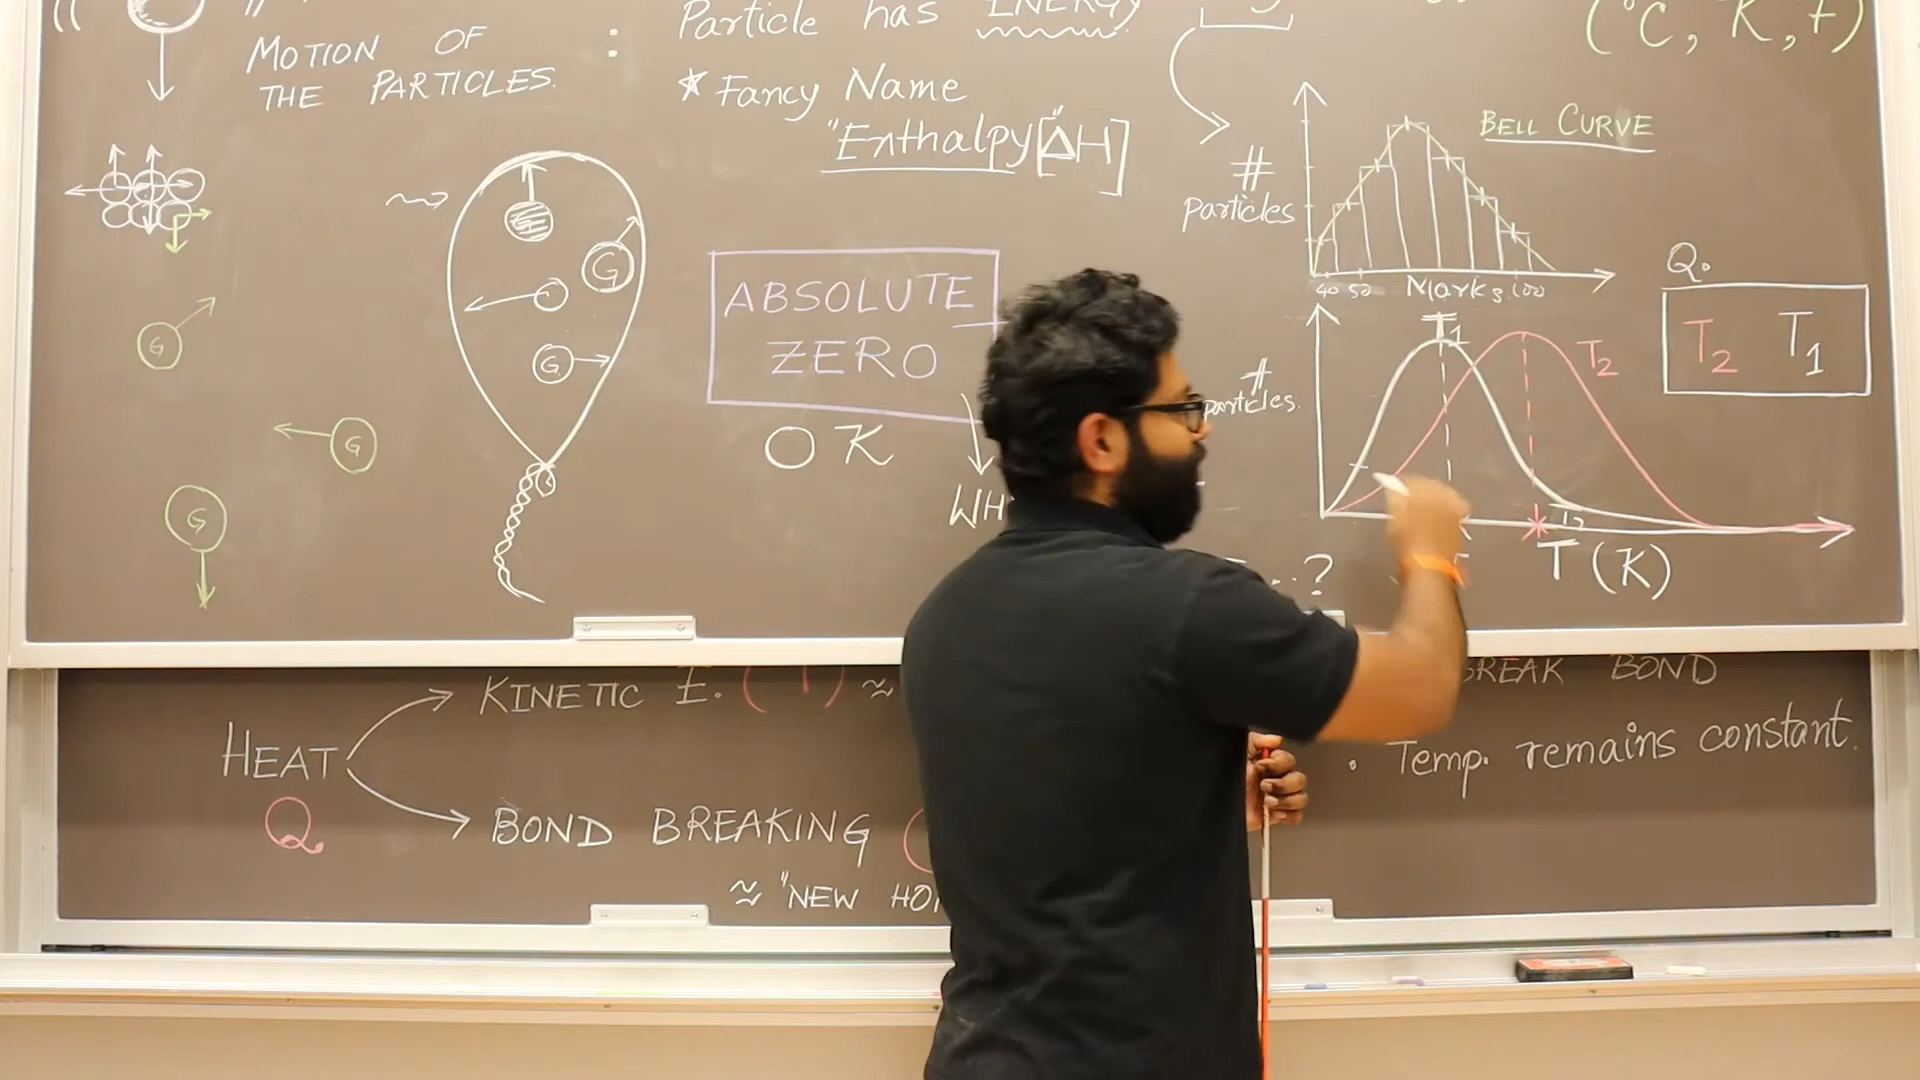 MOTION OF
THE PARTICLES.
:
Particle has ENERGY
* Fancy Name
"Enthalpy" [ΔH]
(°C, K, F)
BELL CURVE
#
particles
40 50 Marks 100
G
G
G
G
G
ABSOLUTE
ZERO
0 K
Q.
T2 T1
T1
T2
#
particles.
T (K)
...?
HEAT
Q
KINETIC E. ( ) ≈
BOND BREAKING (
≈ "NEW
BREAK BOND
. Temp. remains constant.